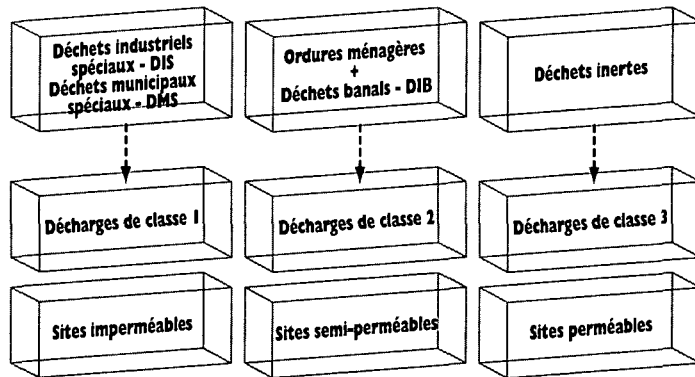 Déchets industriels
spéciaux - DIS
Déchets municipaux
spéciaux - DMS
Ordures ménagères
+
Déchets banals - DIB
Déchets inertes
Décharges de classe 1
Décharges de classe 2
Décharges de classe 3
Sites imperméables
Sites semi-perméables
Sites perméables